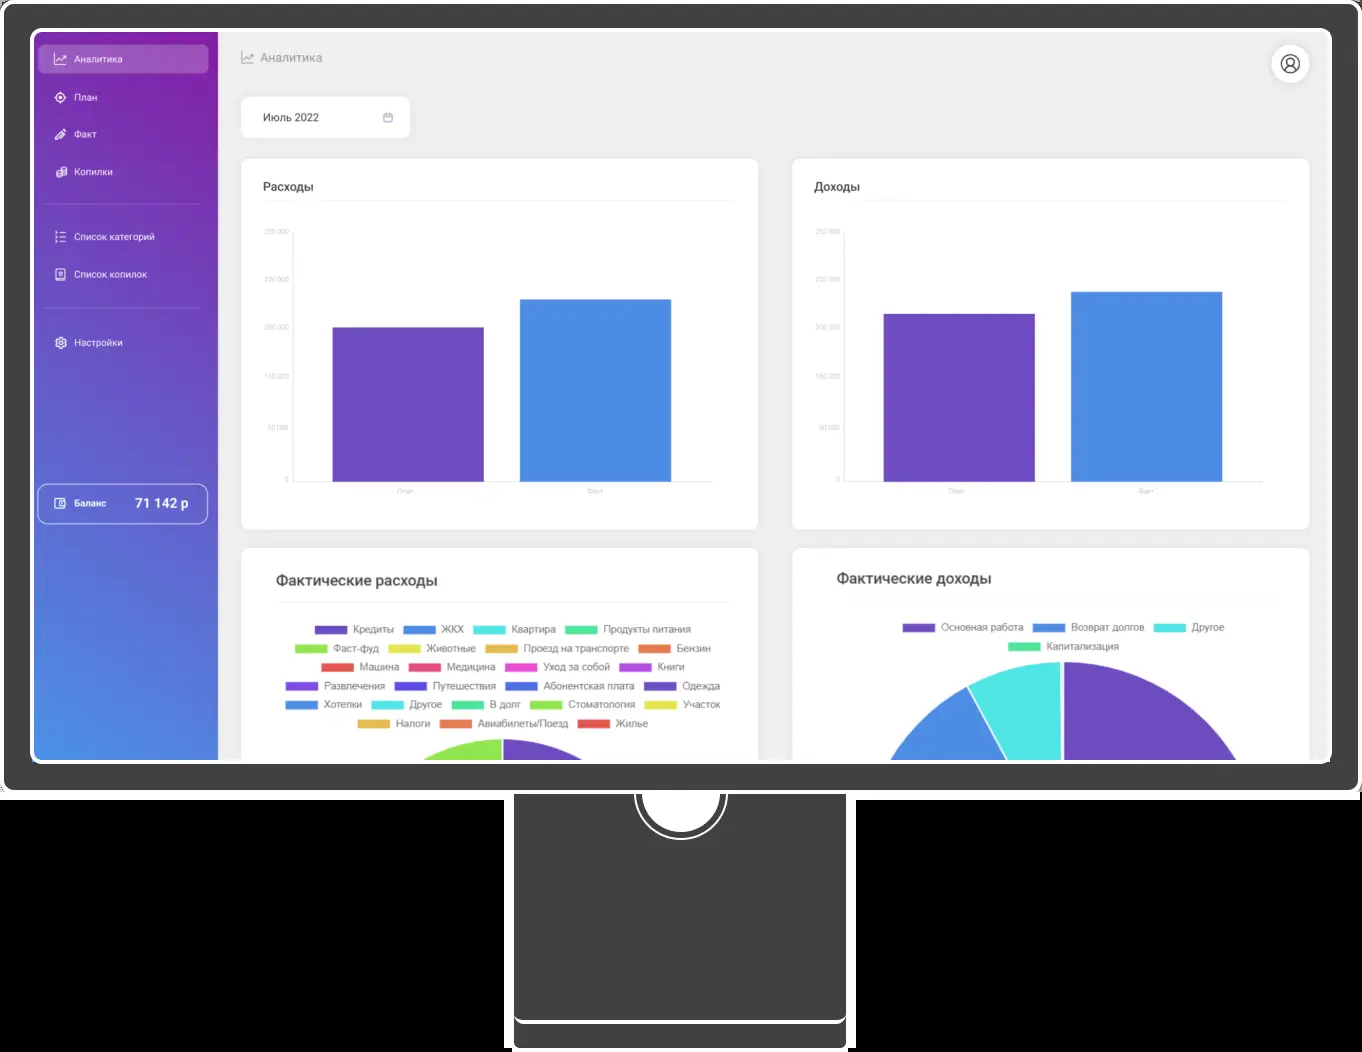 Аналитика
План
Факт
Копилки
Список категорий
Список копилок
Настройки
Баланс 71 142 р
Аналитика
Июль 2022
Расходы
250 000
220 000
200 000
150 000
50 000
0
План
Факт
Доходы
250 000
220 000
200 000
150 000
50 000
0
План
Факт
Фактические расходы
Кредиты ЖКХ Квартира Продукты питания
Фаст-фуд Животные Проезд на транспорте Бензин
Машина Медицина Уход за собой Книги
Развлечения Путешествия Абонентская плата Одежда
Хотелки Другое В долг Стоматология Участок
Налоги Авиабилеты/Поезд Жилье
Фактические доходы
Основная работа Возврат долгов Другое
Капитализация